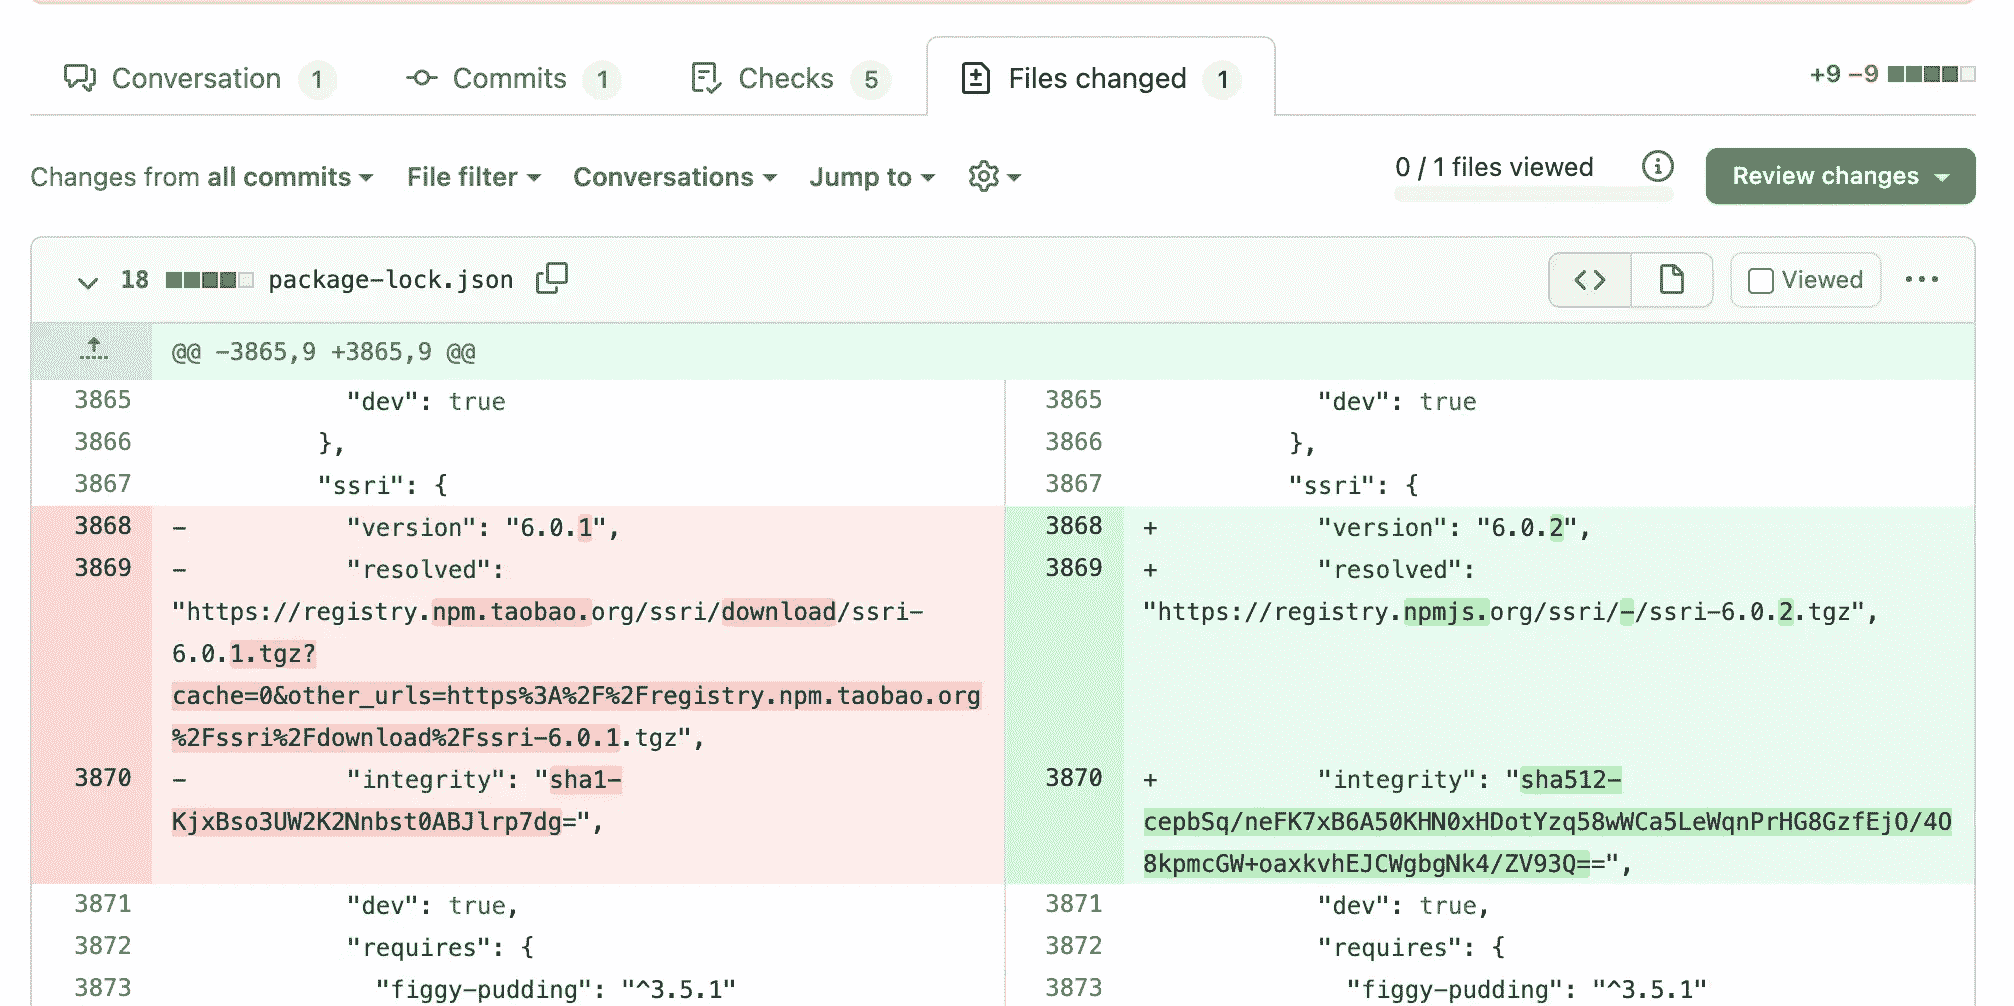 Conversation 1 Commits 1 Checks 5 Files changed 1 +9 −9
Changes from all commits File filter Conversations Jump to 0 / 1 files viewed Review changes
18 package-lock.json Viewed
@@ -3865,9 +3865,9 @@
3865 "dev": true
3866 },
3867 "ssri": {
3868 - "version": "6.0.1",
3869 - "resolved":
"https://registry.npm.taobao.org/ssri/download/ssri-
6.0.1.tgz?
cache=0&other_urls=https%3A%2F%2Fregistry.npm.taobao.org
%2Fssri%2Fdownload%2Fssri-6.0.1.tgz",
3870 - "integrity": "sha1-
KjxBso3UW2K2Nnbst0ABJlrp7dg=",
3871 "dev": true,
3872 "requires": {
3873 "figgy-pudding": "^3.5.1"
3865 "dev": true
3866 },
3867 "ssri": {
3868 + "version": "6.0.2",
3869 + "resolved":
"https://registry.npmjs.org/ssri/-/ssri-6.0.2.tgz",
3870 + "integrity": "sha512-
cepbSq/neFK7xB6A50KHN0xHDotYzq58wWCa5LeWqnPrHG8GzfEjO/4O
8kpmcGW+oaxkvhEJCWgbgNk4/ZV93Q==",
3871 "dev": true,
3872 "requires": {
3873 "figgy-pudding": "^3.5.1"